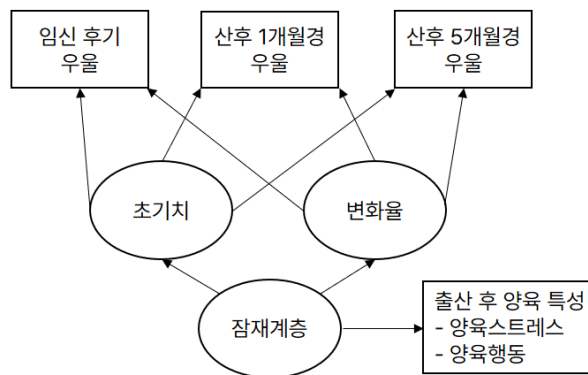 임신 후기
우울
산후 1개월경
우울
산후 5개월경
우울
초기치
변화율
잠재계층
출산 후 양육 특성
- 양육스트레스
- 양육행동